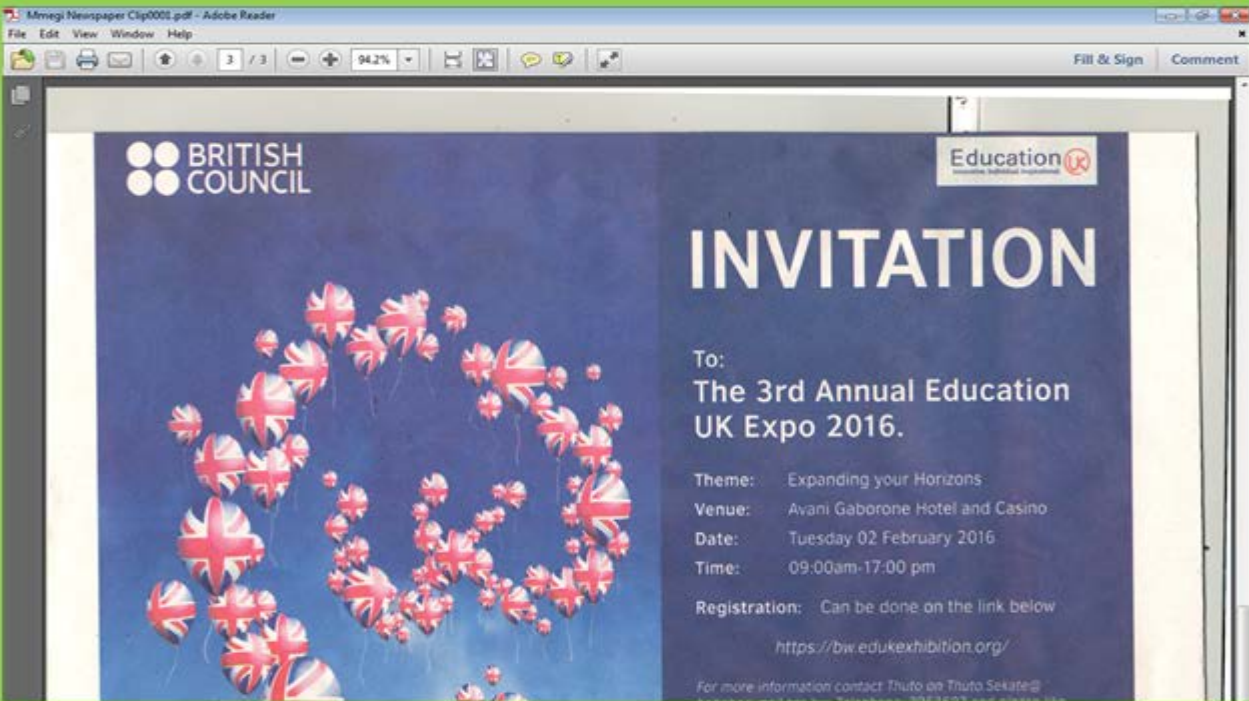 Mmegi Newspaper Clip0001.pdf - Adobe Reader
File Edit View Window Help
3 / 3 94.2% Fill & Sign Comment
BRITISH
COUNCIL
Education UK
INVITATION
To:
The 3rd Annual Education
UK Expo 2016.
Theme: Expanding your Horizons
Venue: Avani Gaborone Hotel and Casino
Date: Tuesday 02 February 2016
Time: 09:00am-17:00 pm
Registration: Can be done on the link below
https://bw.edukexhibition.org/
For more information contact Thuto on Thuto.Sekate@